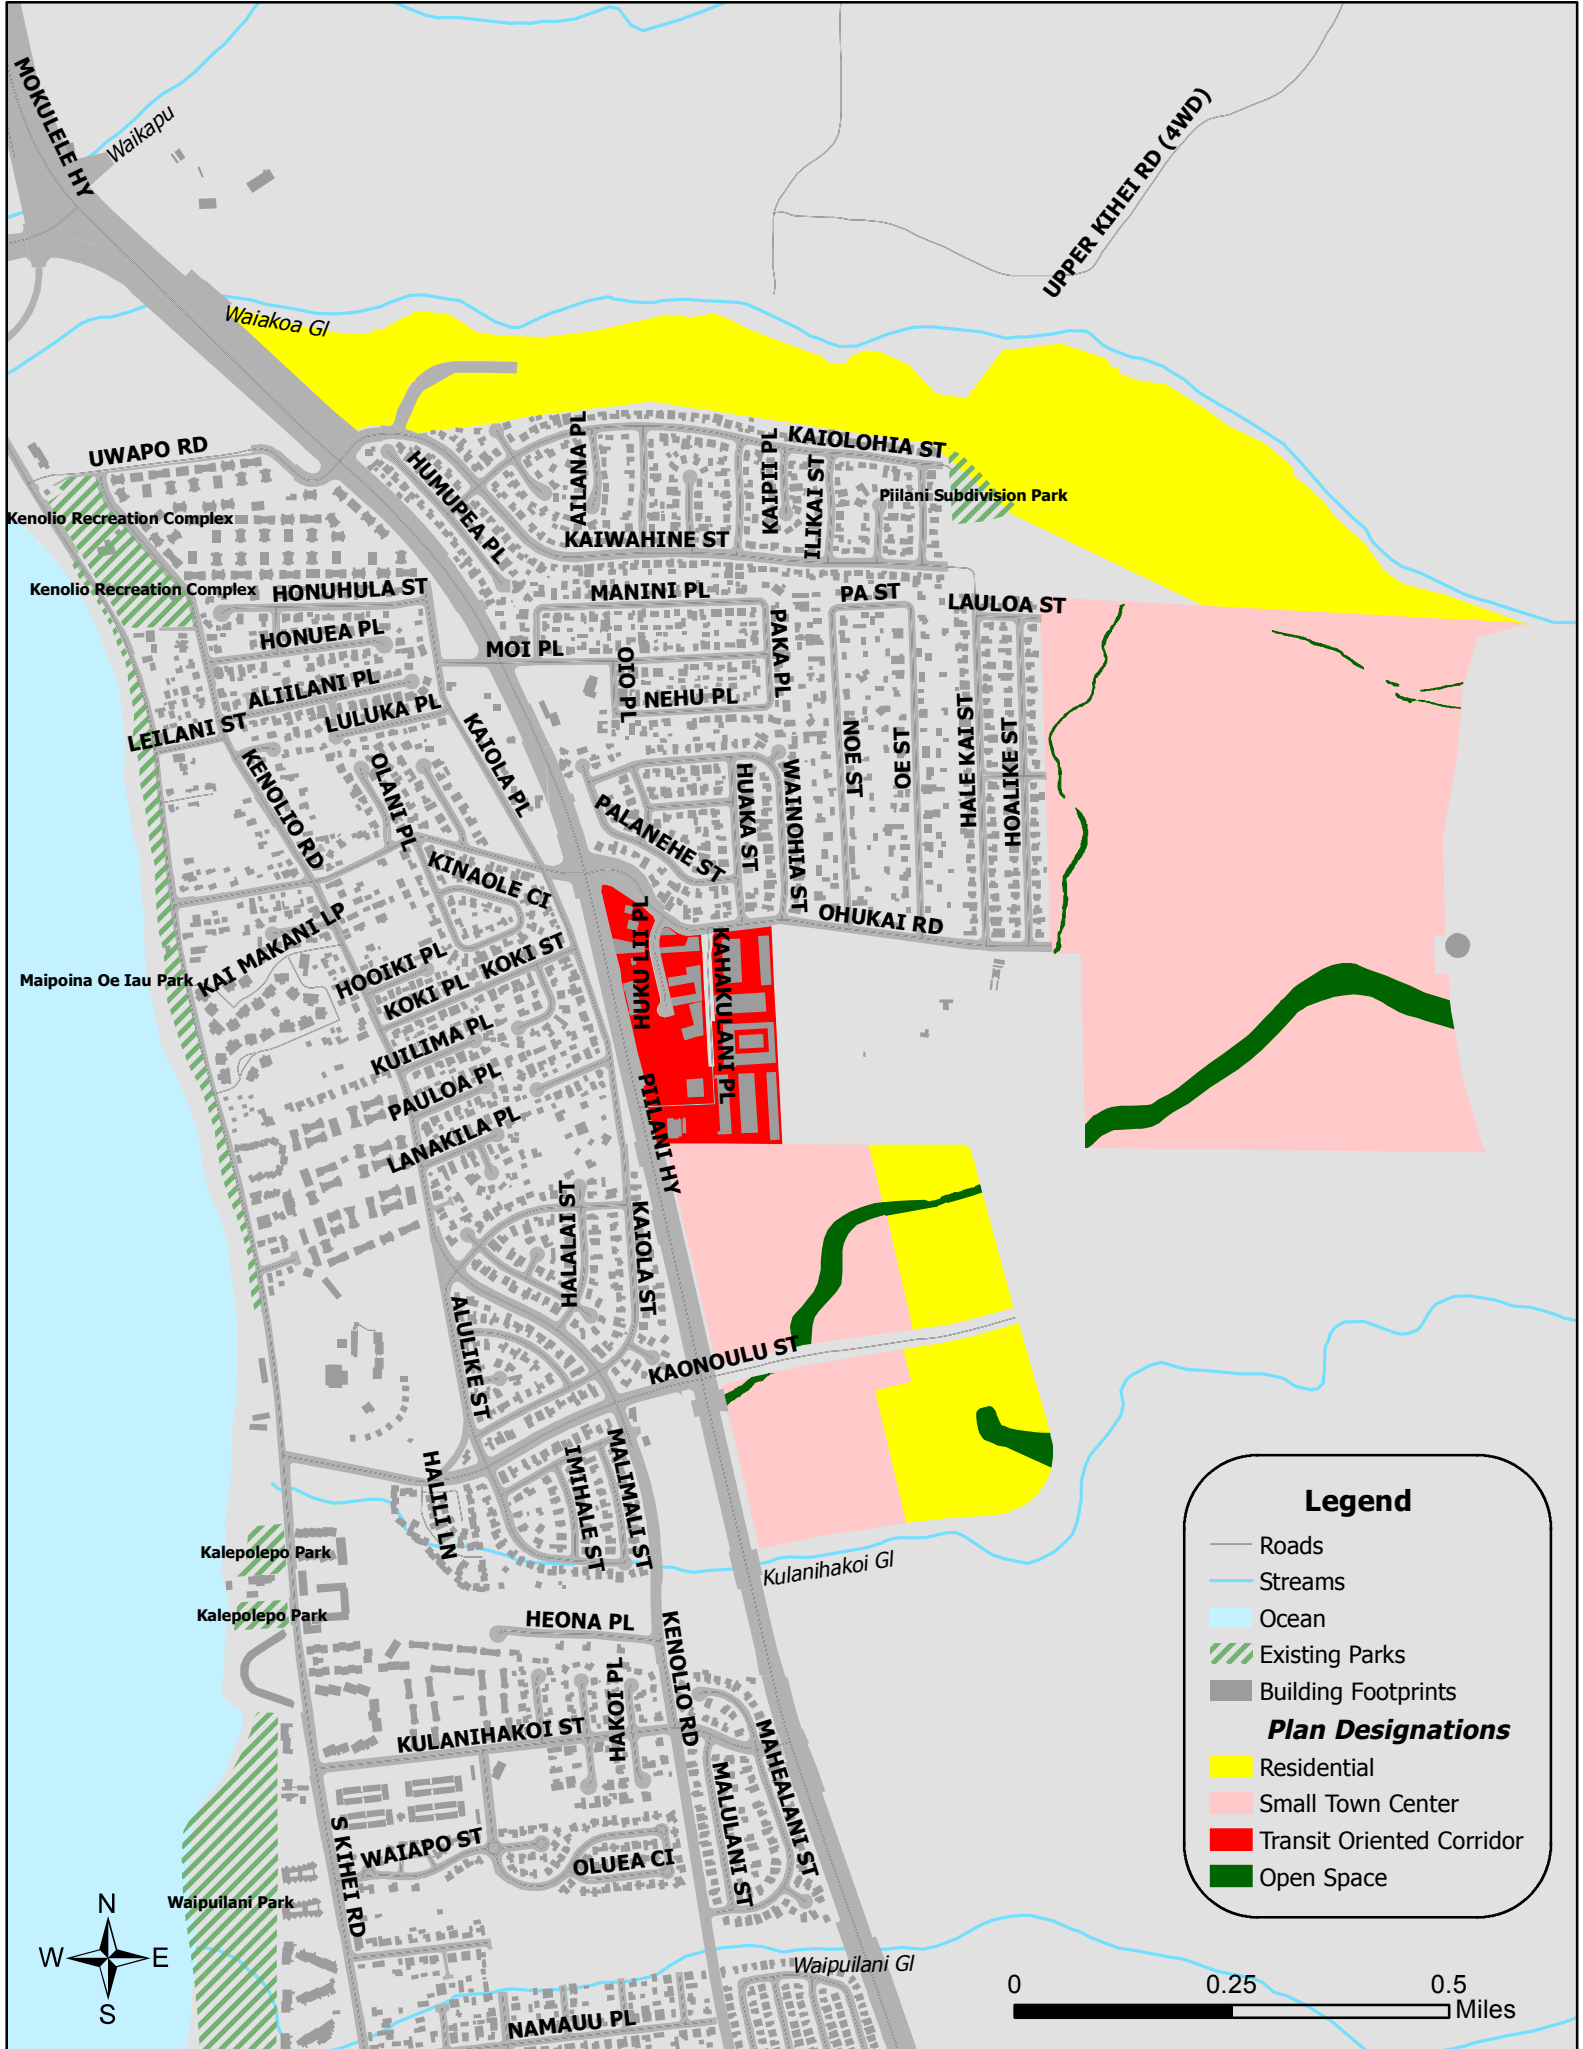 MOKULELE HY
Waikapu
UPPER KIHEI RD (4WD)
Waiakoa Gl
UWAPO RD
HUMUPEA PL
AILANA PL
KAIPII PL
KAIOLOHIA ST
ILIKAI ST
Piilani Subdivision Park
Kenolio Recreation Complex
KAIWAHINE ST
Kenolio Recreation Complex
HONUHULA ST
MANINI PL
PA ST
LAULOA ST
HONUEA PL
MOI PL
OIO PL
PAKA PL
ALIILANI PL
NEHU PL
LULUKA PL
LEILANI ST
KENOLIO RD
OLANI PL
KAIOLA PL
HUAKA ST
WAINOHIA ST
NOE ST
OE ST
HALE KAI ST
HOALIKE ST
PALANEHE ST
KINAOLE CI
OHUKAI RD
KAI MAKANI LP
HOOIKI PL
KOKI PL
KOKI ST
HUKU LII PL
KAHAKULANI PL
Maipoina Oe Iau Park
KUILIMA PL
PAULOA PL
LANAKILA PL
PIILANI HY
HALALAI ST
KAIOLA ST
ALULIKE ST
KAONOULU ST
HALILI LN
IMIHALE ST
MALIMALI ST
Kalepolepo Park
Kulanihakoi Gl
Kalepolepo Park
HEONA PL
KENOLIO RD
HAKOI PL
KULANIHAKOI ST
MAHEALANI ST
MALULANI ST
S KIHEI RD
WAIAPO ST
OLUEA CI
Waipuilani Park
Waipuilani Gl
NAMAUU PL
N
W E
S
Legend
Roads
Streams
Ocean
Existing Parks
Building Footprints
Plan Designations
Residential
Small Town Center
Transit Oriented Corridor
Open Space
0 0.25 0.5
Miles